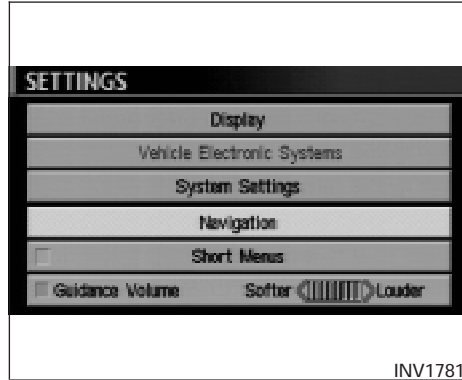 SETTINGS
Display
Vehicle Electronic Systems
System Settings
Navigation
Short Menus
Guidance Volume Softer Louder
INV1781